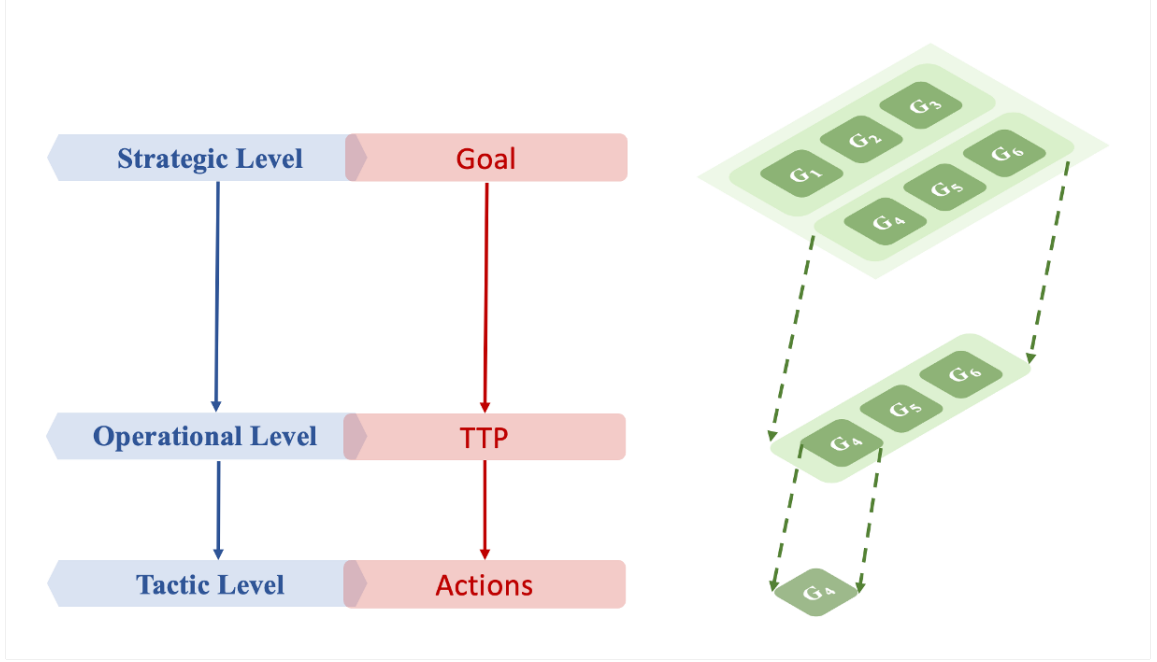 Strategic Level Goal
Operational Level TTP
Tactic Level Actions
G₃
G₂
G₁
G₆
G₅
G₄
G₆
G₅
G₄
G₄